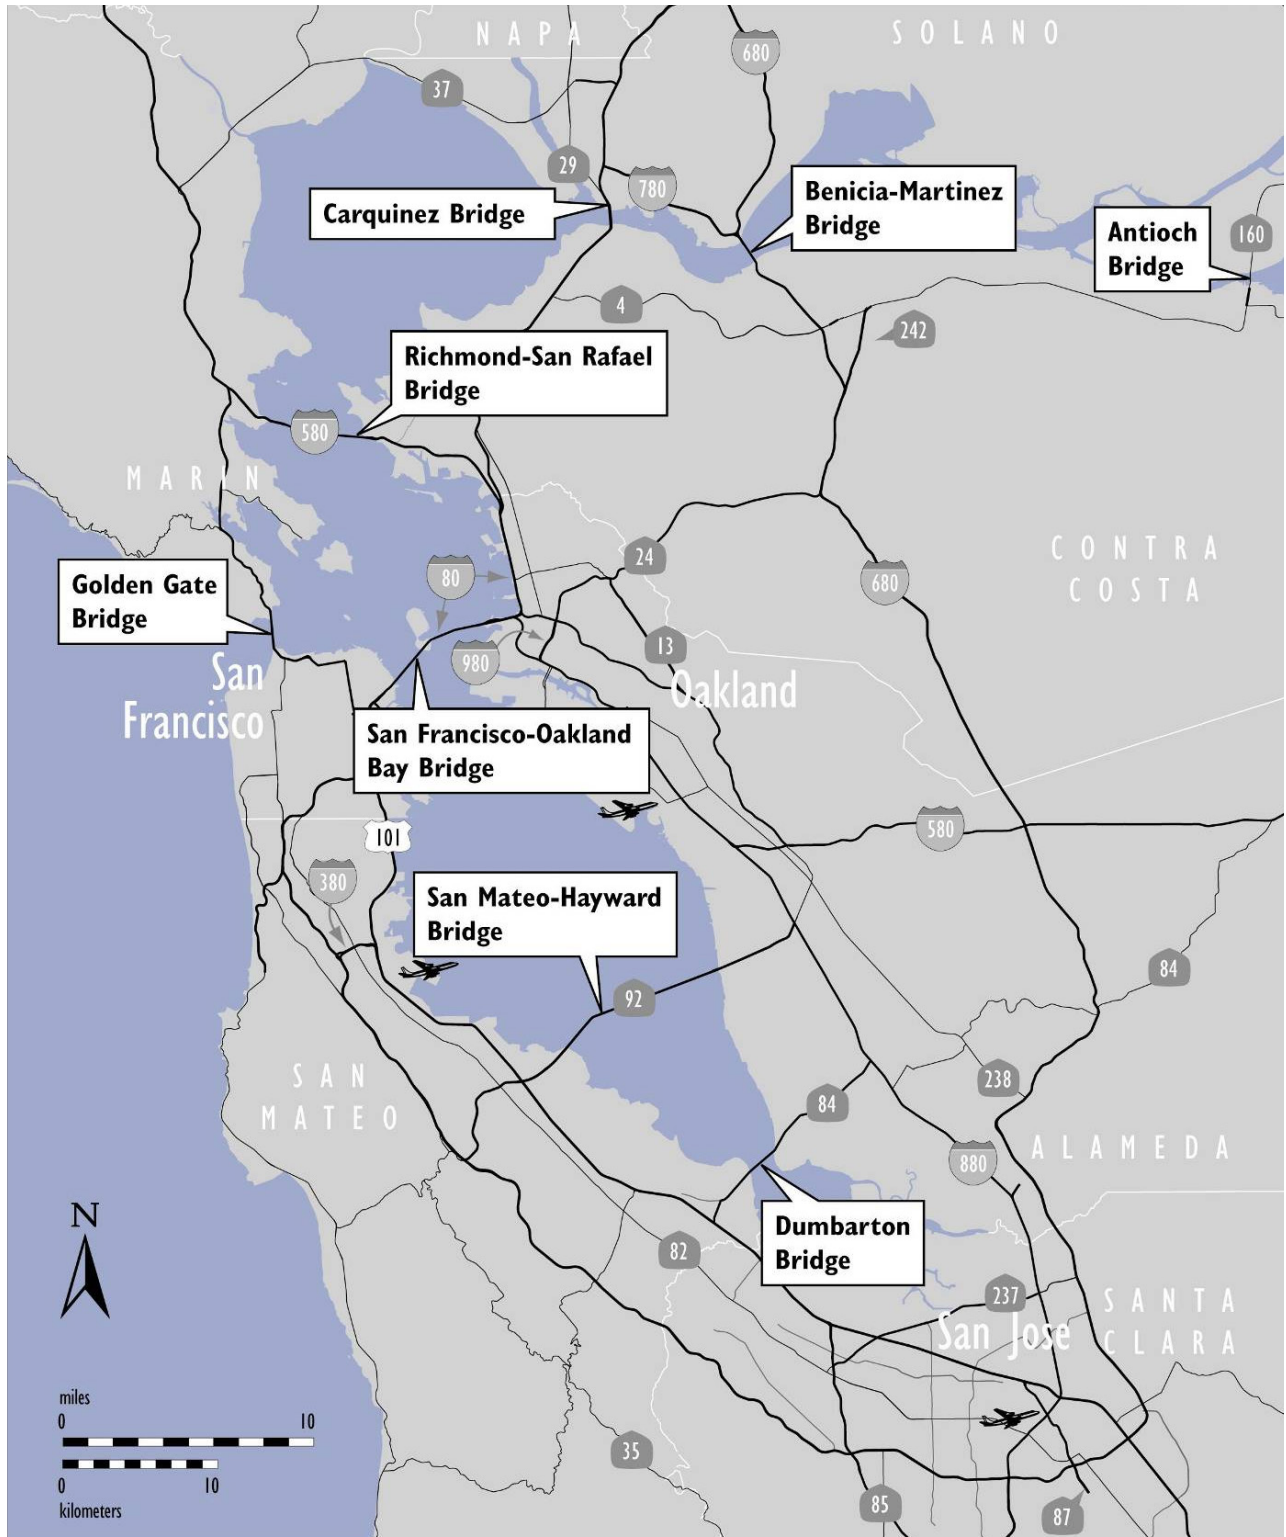 NAPA
SOLANO
680
37
29
780
Carquinez Bridge
Benicia-Martinez
Bridge
Antioch
Bridge
160
4
242
Richmond-San Rafael
Bridge
580
MARIN
24
80
CONTRA
COSTA
680
Golden Gate
Bridge
13
980
San
Francisco
Oakland
San Francisco-Oakland
Bay Bridge
101
580
380
San Mateo-Hayward
Bridge
84
92
SAN
MATEO
238
84
880
ALAMEDA
N
Dumbarton
Bridge
82
237
SANTA
CLARA
San Jose
miles
0 10
0 10
kilometers
35
85
87